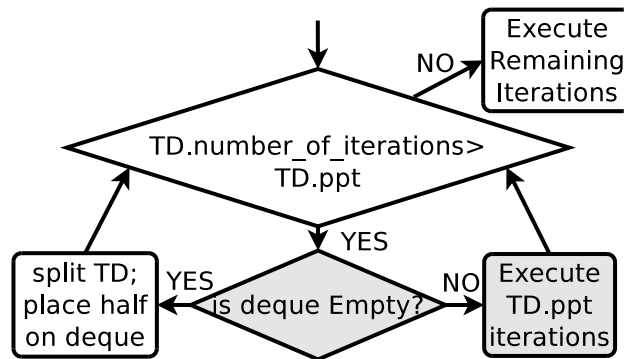 Execute
Remaining
Iterations
NO
TD.number_of_iterations>
TD.ppt
YES
split TD;
place half
on deque
YES
is deque Empty?
NO
Execute
TD.ppt
iterations